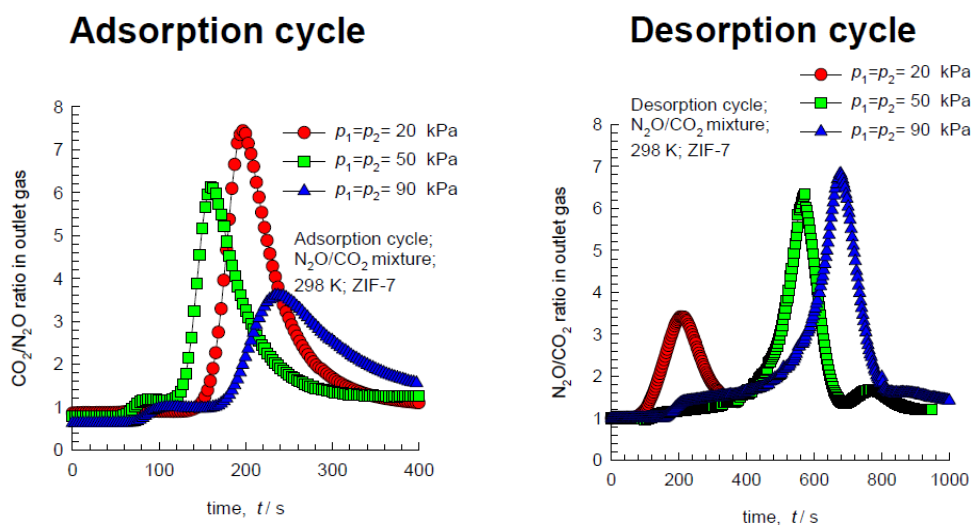 Adsorption cycle
CO2/N2O ratio in outlet gas
8
7
6
5
4
3
2
1
0
p1=p2= 20 kPa
p1=p2= 50 kPa
p1=p2= 90 kPa
Adsorption cycle;
N2O/CO2 mixture;
298 K; ZIF-7
0 100 200 300 400
time, t / s
Desorption cycle
p1=p2= 20 kPa
p1=p2= 50 kPa
p1=p2= 90 kPa
Desorption cycle;
N2O/CO2 mixture;
298 K; ZIF-7
N2O/CO2 ratio in outlet gas
8
7
6
5
4
3
2
1
0
0 200 400 600 800 1000
time, t / s